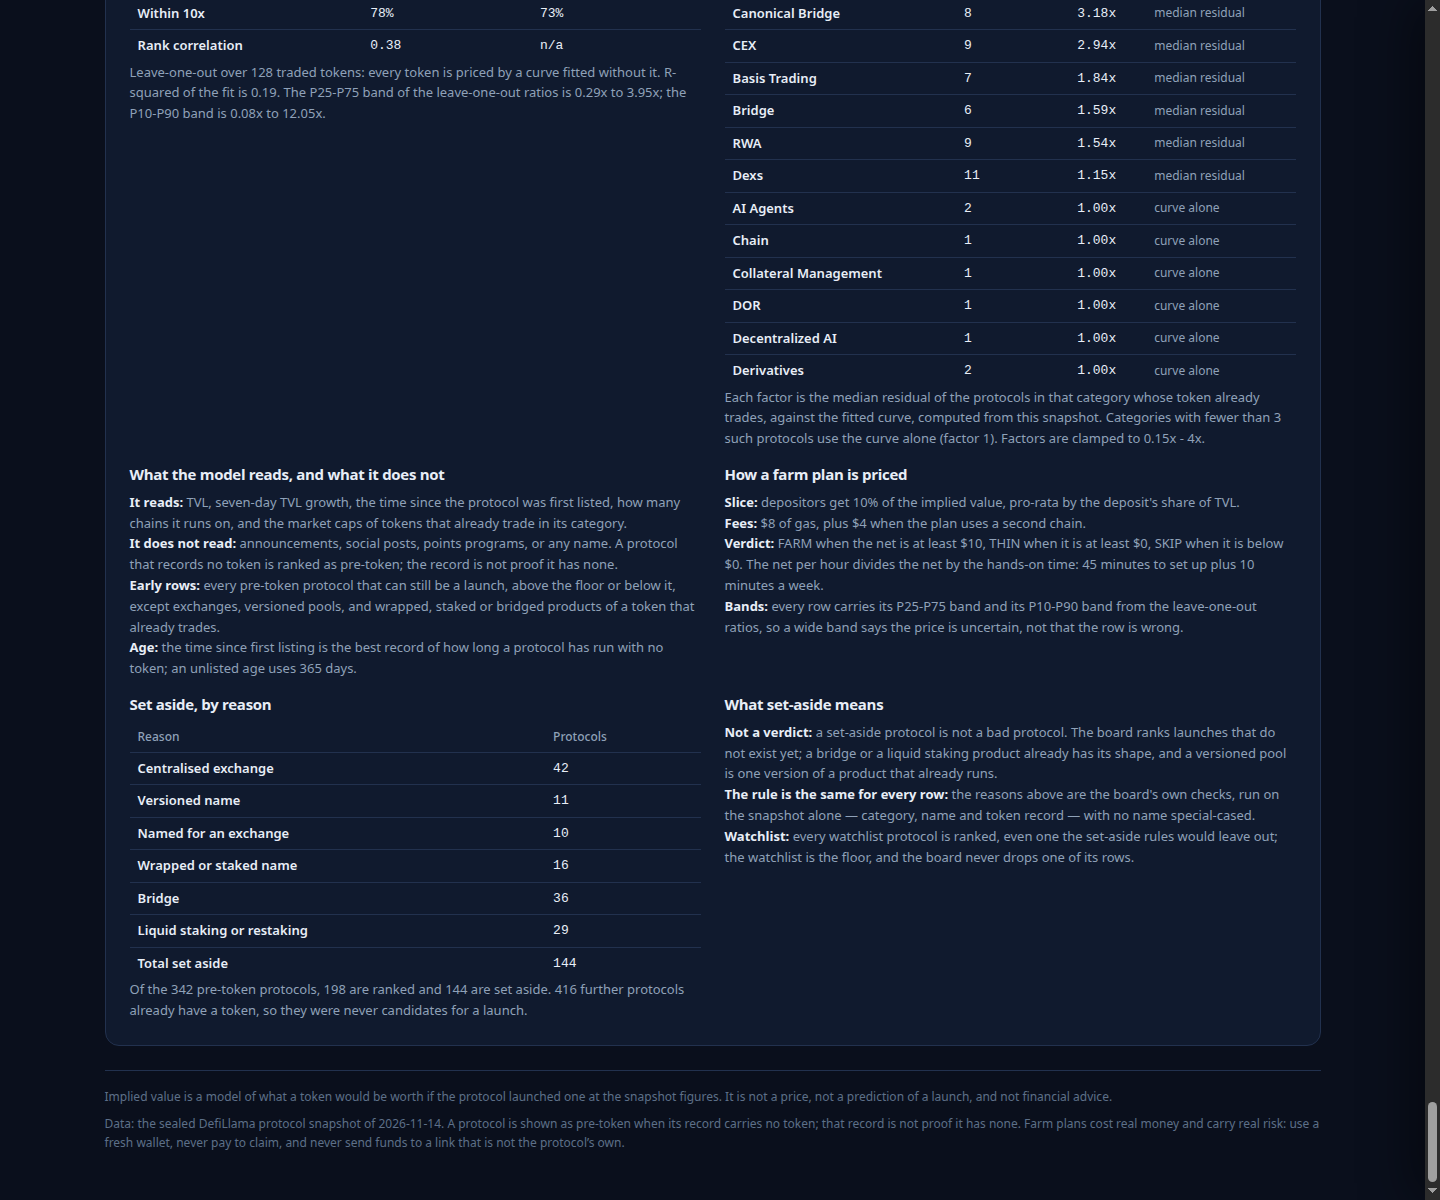 Within 10x 78% 73%
Rank correlation 0.38 n/a
Leave-one-out over 128 traded tokens: every token is priced by a curve fitted without it. R-
squared of the fit is 0.19. The P25-P75 band of the leave-one-out ratios is 0.29x to 3.95x; the
P10-P90 band is 0.08x to 12.05x.
Canonical Bridge 8 3.18x median residual
CEX 9 2.94x median residual
Basis Trading 7 1.84x median residual
Bridge 6 1.59x median residual
RWA 9 1.54x median residual
Dexs 11 1.15x median residual
AI Agents 2 1.00x curve alone
Chain 1 1.00x curve alone
Collateral Management 1 1.00x curve alone
DOR 1 1.00x curve alone
Decentralized AI 1 1.00x curve alone
Derivatives 2 1.00x curve alone
Each factor is the median residual of the protocols in that category whose token already
trades, against the fitted curve, computed from this snapshot. Categories with fewer than 3
such protocols use the curve alone (factor 1). Factors are clamped to 0.15x - 4x.
What the model reads, and what it does not
It reads: TVL, seven-day TVL growth, the time since the protocol was first listed, how many
chains it runs on, and the market caps of tokens that already trade in its category.
It does not read: announcements, social posts, points programs, or any name. A protocol
that records no token is ranked as pre-token; the record is not proof it has none.
Early rows: every pre-token protocol that can still be a launch, above the floor or below it,
except exchanges, versioned pools, and wrapped, staked or bridged products of a token that
already trades.
Age: the time since first listing is the best record of how long a protocol has run with no
token; an unlisted age uses 365 days.
How a farm plan is priced
Slice: depositors get 10% of the implied value, pro-rata by the deposit's share of TVL.
Fees: $8 of gas, plus $4 when the plan uses a second chain.
Verdict: FARM when the net is at least $10, THIN when it is at least $0, SKIP when it is below
$0. The net per hour divides the net by the hands-on time: 45 minutes to set up plus 10
minutes a week.
Bands: every row carries its P25-P75 band and its P10-P90 band from the leave-one-out
ratios, so a wide band says the price is uncertain, not that the row is wrong.
Set aside, by reason
Reason Protocols
Centralised exchange 42
Versioned name 11
Named for an exchange 10
Wrapped or staked name 16
Bridge 36
Liquid staking or restaking 29
Total set aside 144
Of the 342 pre-token protocols, 198 are ranked and 144 are set aside. 416 further protocols
already have a token, so they were never candidates for a launch.
What set-aside means
Not a verdict: a set-aside protocol is not a bad protocol. The board ranks launches that do
not exist yet; a bridge or a liquid staking product already has its shape, and a versioned pool
is one version of a product that already runs.
The rule is the same for every row: the reasons above are the board's own checks, run on
the snapshot alone — category, name and token record — with no name special-cased.
Watchlist: every watchlist protocol is ranked, even one the set-aside rules would leave out;
the watchlist is the floor, and the board never drops one of its rows.
Implied value is a model of what a token would be worth if the protocol launched one at the snapshot figures. It is not a price, not a prediction of a launch, and not financial advice.
Data: the sealed DefiLlama protocol snapshot of 2026-11-14. A protocol is shown as pre-token when its record carries no token; that record is not proof it has none. Farm plans cost real money and carry real risk: use a
fresh wallet, never pay to claim, and never send funds to a link that is not the protocol's own.